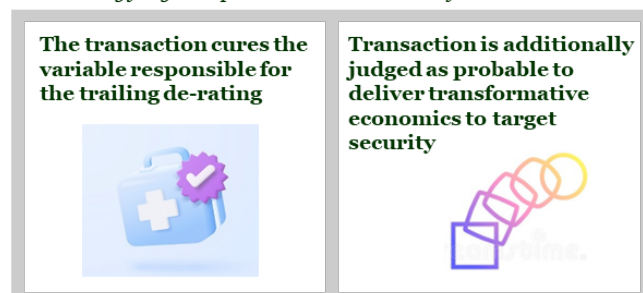 The transaction cures the
variable responsible for
the trailing de-rating
Transaction is additionally
judged as probable to
deliver transformative
economics to target
security